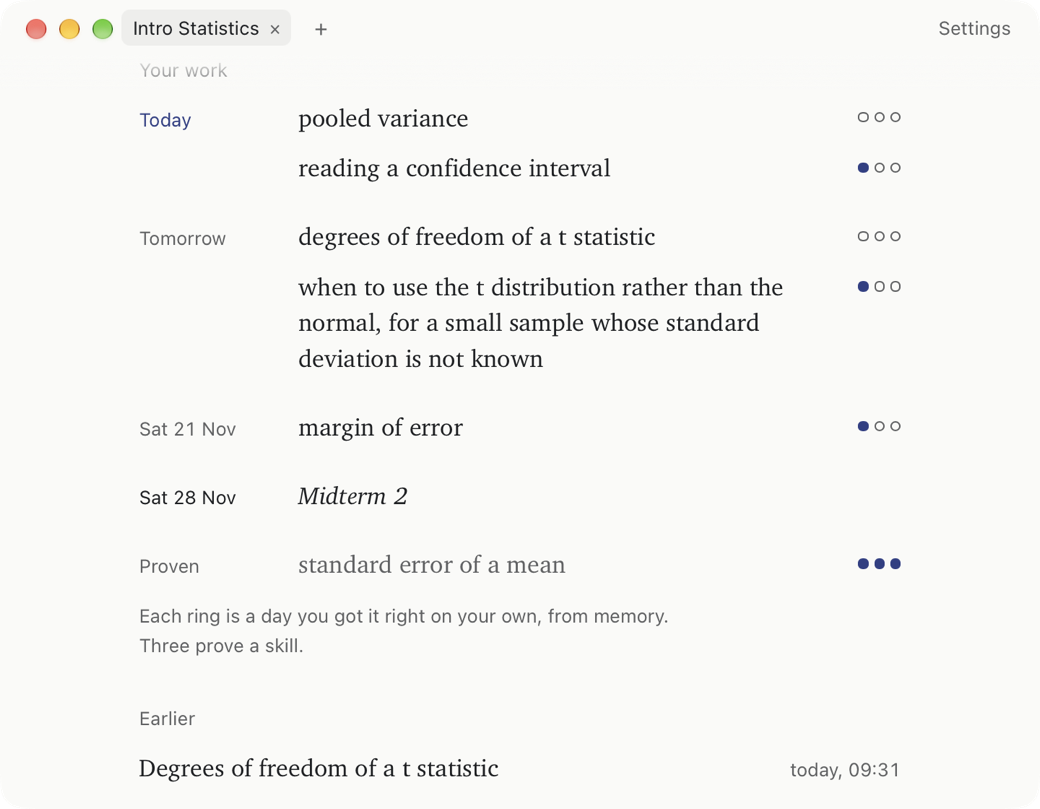 Intro Statistics × +
Settings
Your work
Today
pooled variance
reading a confidence interval
Tomorrow
degrees of freedom of a t statistic
when to use the t distribution rather than the
normal, for a small sample whose standard
deviation is not known
Sat 21 Nov
margin of error
Sat 28 Nov
Midterm 2
Proven
standard error of a mean
Each ring is a day you got it right on your own, from memory.
Three prove a skill.
Earlier
Degrees of freedom of a t statistic
today, 09:31